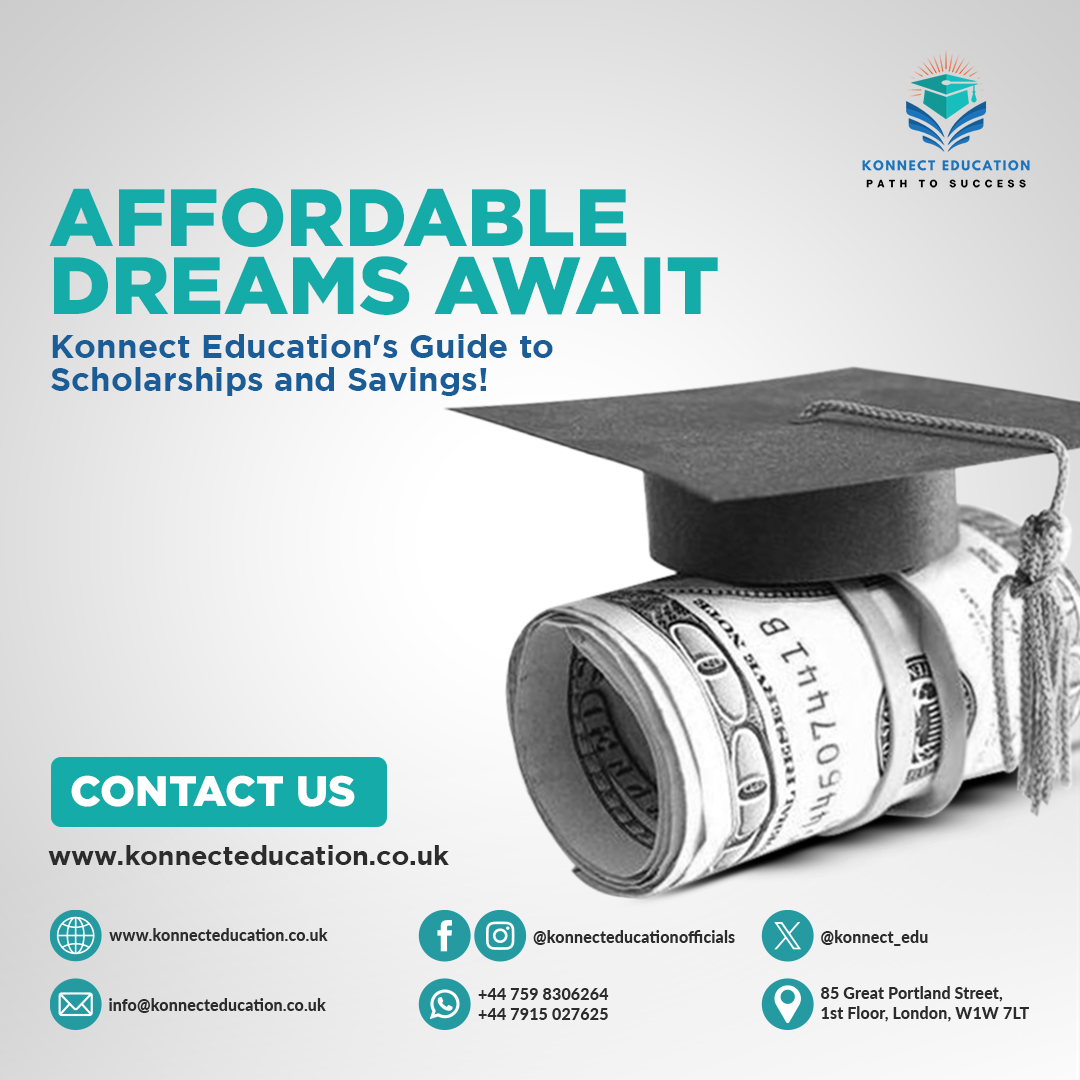 KONNECT EDUCATION
PATH TO SUCCESS
AFFORDABLE
DREAMS AWAIT
Konnect Education's Guide to
Scholarships and Savings!
CONTACT US
www.konnecteducation.co.uk
www.konnecteducation.co.uk
@konnecteducationofficials
@konnect_edu
info@konnecteducation.co.uk
+44 759 8306264
+44 7915 027625
85 Great Portland Street,
1st Floor, London, W1W 7LT